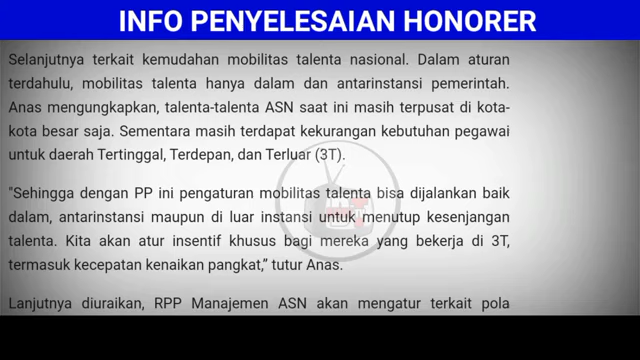 INFO PENYELESAIAN HONORER
Selanjutnya terkait kemudahan mobilitas talenta nasional. Dalam aturan
terdahulu, mobilitas talenta hanya dalam dan antarinstansi pemerintah.
Anas mengungkapkan, talenta-talenta ASN saat ini masih terpusat di kota-
kota besar saja. Sementara masih terdapat kekurangan kebutuhan pegawai
untuk daerah Tertinggal, Terdepan, dan Terluar (3T).
"Sehingga dengan PP ini pengaturan mobilitas talenta bisa dijalankan baik
dalam, antarinstansi maupun di luar instansi untuk menutup kesenjangan
talenta. Kita akan atur insentif khusus bagi mereka yang bekerja di 3T,
termasuk kecepatan kenaikan pangkat,” tutur Anas.
Lanjutnya diuraikan, RPP Manajemen ASN akan mengatur terkait pola